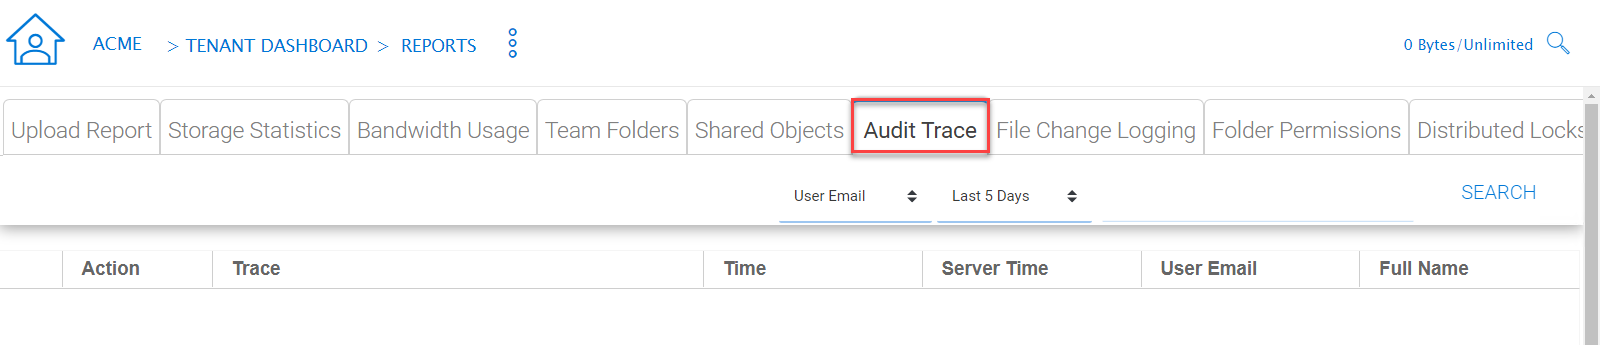 ACME > TENANT DASHBOARD > REPORTS 0 Bytes/Unlimited
Upload Report Storage Statistics Bandwidth Usage Team Folders Shared Objects Audit Trace File Change Logging Folder Permissions Distributed Locks
User Email Last 5 Days SEARCH
Action Trace Time Server Time User Email Full Name